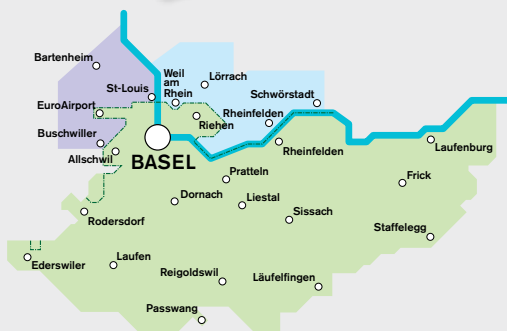 Bartenheim
Weil
am
Rhein
Lörrach
St-Louis
Schwörstadt
EuroAirport
Riehen
Rheinfelden
Buschwiller
Allschwil
BASEL
Rheinfelden
Laufenburg
Pratteln
Frick
Dornach
Liestal
Sissach
Rodersdorf
Staffelegg
Ederswiler
Laufen
Reigoldswil
Läufelfingen
Passwang